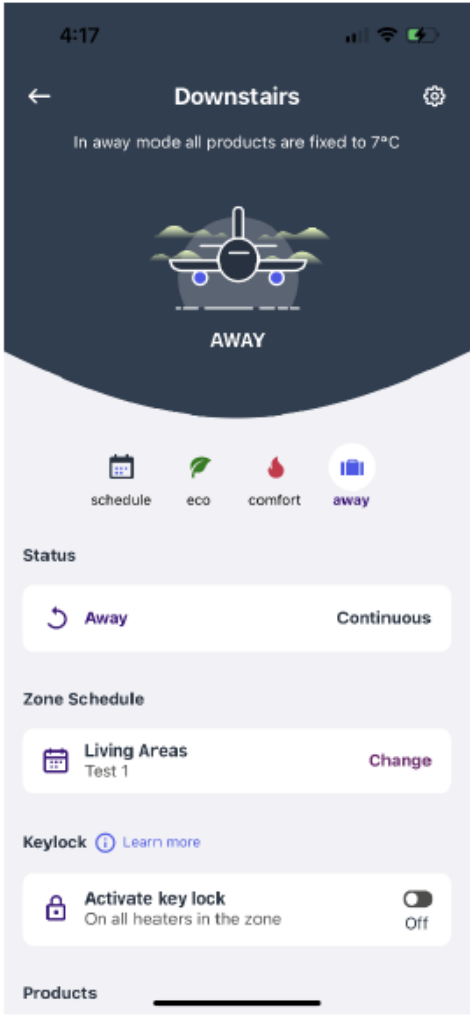 4:17
Downstairs
In away mode all products are fixed to 7°C
AWAY
schedule eco comfort away
Status
Away Continuous
Zone Schedule
Living Areas
Test 1
Change
Keylock Learn more
Activate key lock
On all heaters in the zone
Off
Products